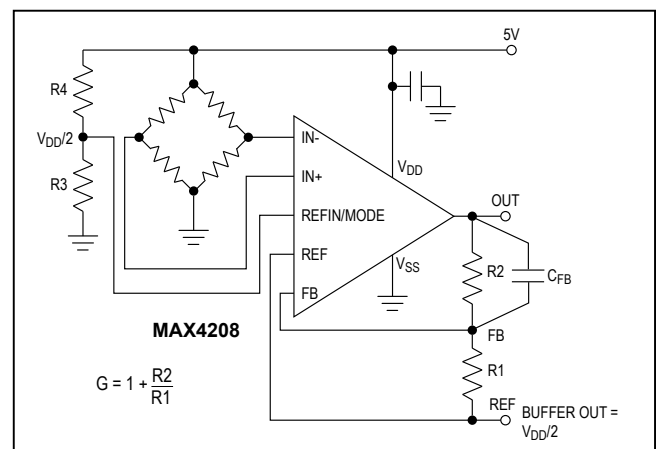 5V
R4
V_DD/2
R3
IN-
IN+
REFIN/MODE
REF
FB
V_DD
V_SS
OUT
R2
C_FB
FB
R1
REF
BUFFER OUT =
V_DD/2
MAX4208
G = 1 + R2/R1